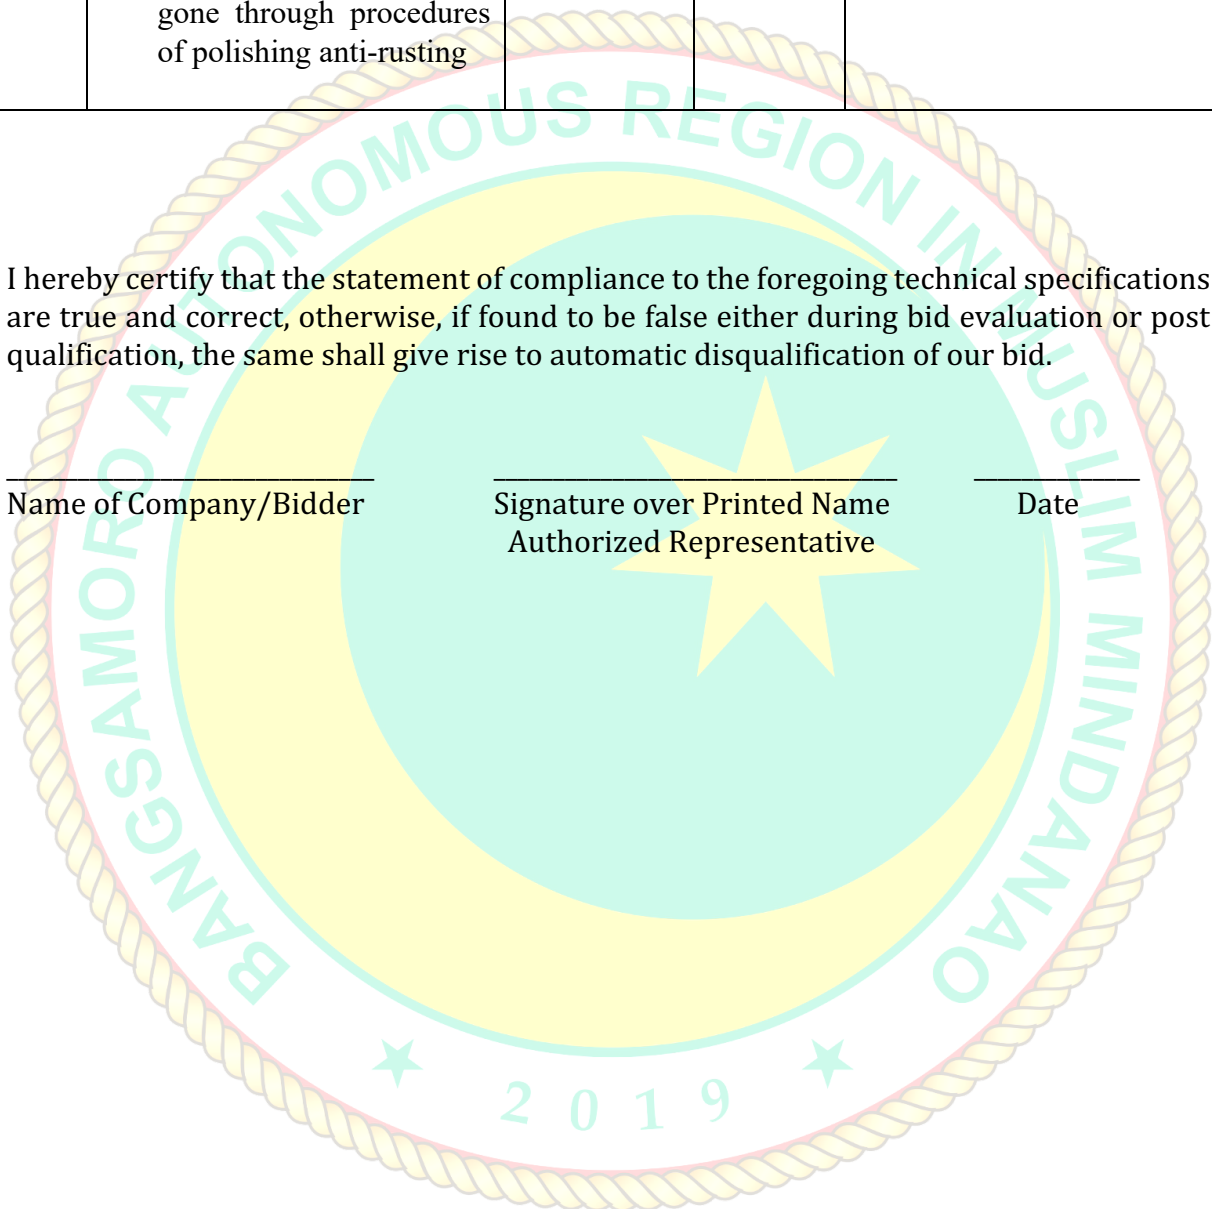 gone through procedures
of polishing anti-rusting
BANGSAMORO AUTONOMOUS REGION IN MUSLIM MINDANAO
I hereby certify that the statement of compliance to the foregoing technical specifications
are true and correct, otherwise, if found to be false either during bid evaluation or post
qualification, the same shall give rise to automatic disqualification of our bid.
Name of Company/Bidder Signature over Printed Name Date
Authorized Representative
2019